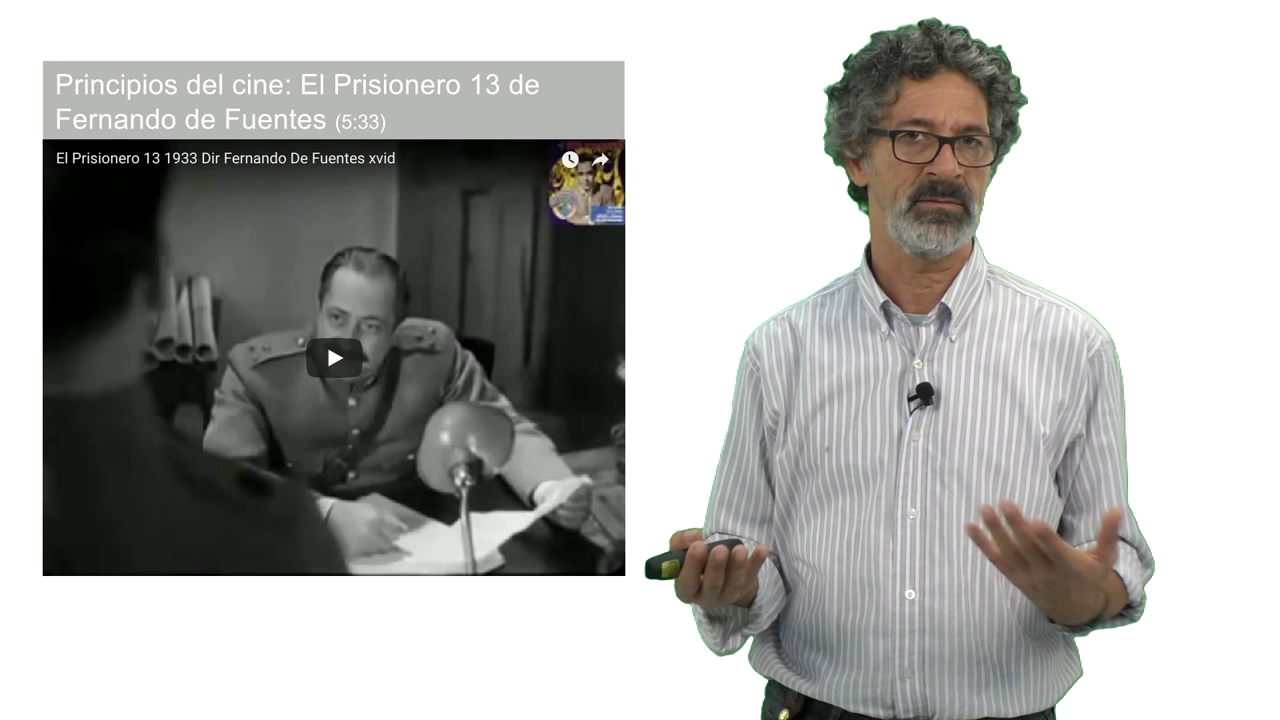 Principios del cine: El Prisionero 13 de
Fernando de Fuentes (5:33)
El Prisionero 13 1933 Dir Fernando De Fuentes xvid